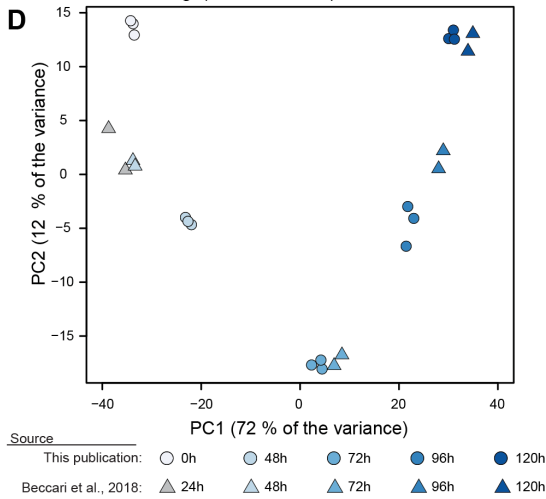 D
15
10
5
0
−5
−10
−15
PC2 (12 % of the variance)
−40 −20 0 20 40
PC1 (72 % of the variance)
Source
This publication: 0h 48h 72h 96h 120h
Beccari et al., 2018: 24h 48h 72h 96h 120h